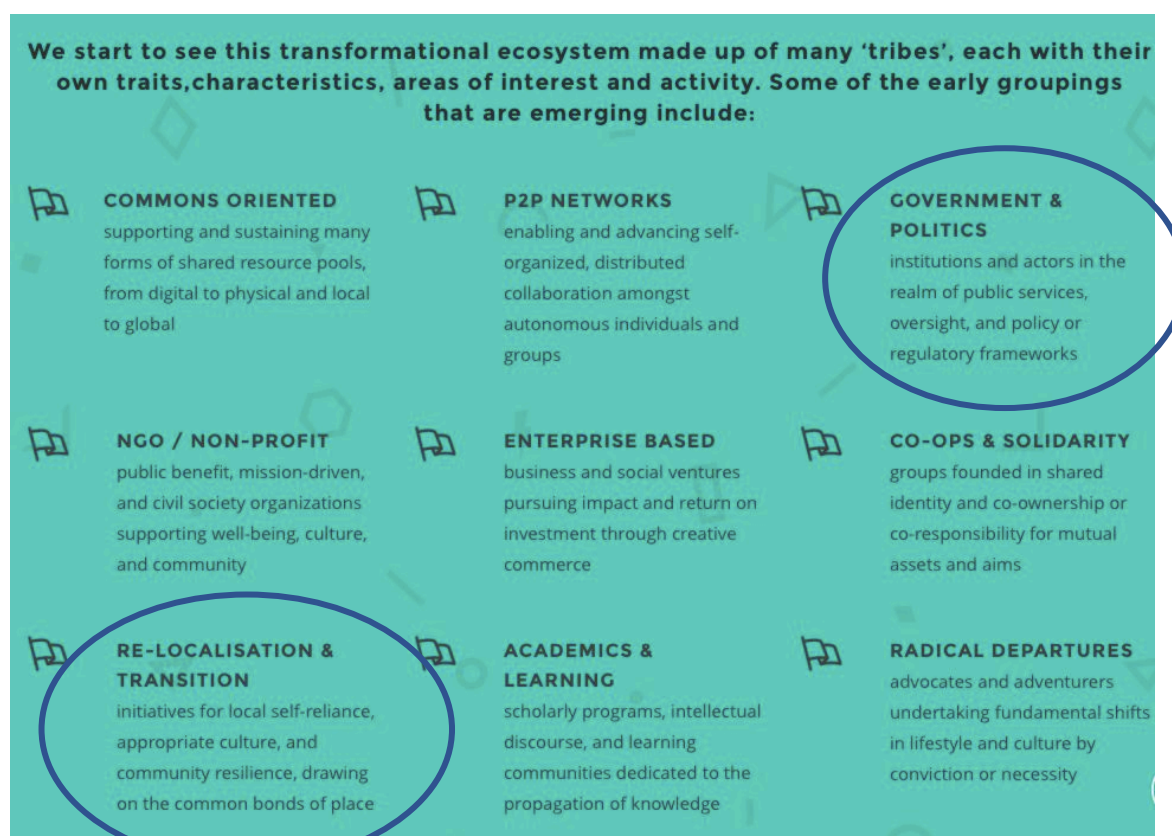 We start to see this transformational ecosystem made up of many ‘tribes’, each with their
own traits,characteristics, areas of interest and activity. Some of the early groupings
that are emerging include:
COMMONS ORIENTED
supporting and sustaining many
forms of shared resource pools,
from digital to physical and local
to global
P2P NETWORKS
enabling and advancing self-
organized, distributed
collaboration amongst
autonomous individuals and
groups
GOVERNMENT &
POLITICS
institutions and actors in the
realm of public services,
oversight, and policy or
regulatory frameworks
NGO / NON-PROFIT
public benefit, mission-driven,
and civil society organizations
supporting well-being, culture,
and community
ENTERPRISE BASED
business and social ventures
pursuing impact and return on
investment through creative
commerce
CO-OPS & SOLIDARITY
groups founded in shared
identity and co-ownership or
co-responsibility for mutual
assets and aims
RE-LOCALISATION &
TRANSITION
initiatives for local self-reliance,
appropriate culture, and
community resilience, drawing
on the common bonds of place
ACADEMICS &
LEARNING
scholarly programs, intellectual
discourse, and learning
communities dedicated to the
propagation of knowledge
RADICAL DEPARTURES
advocates and adventurers
undertaking fundamental shifts
in lifestyle and culture by
conviction or necessity